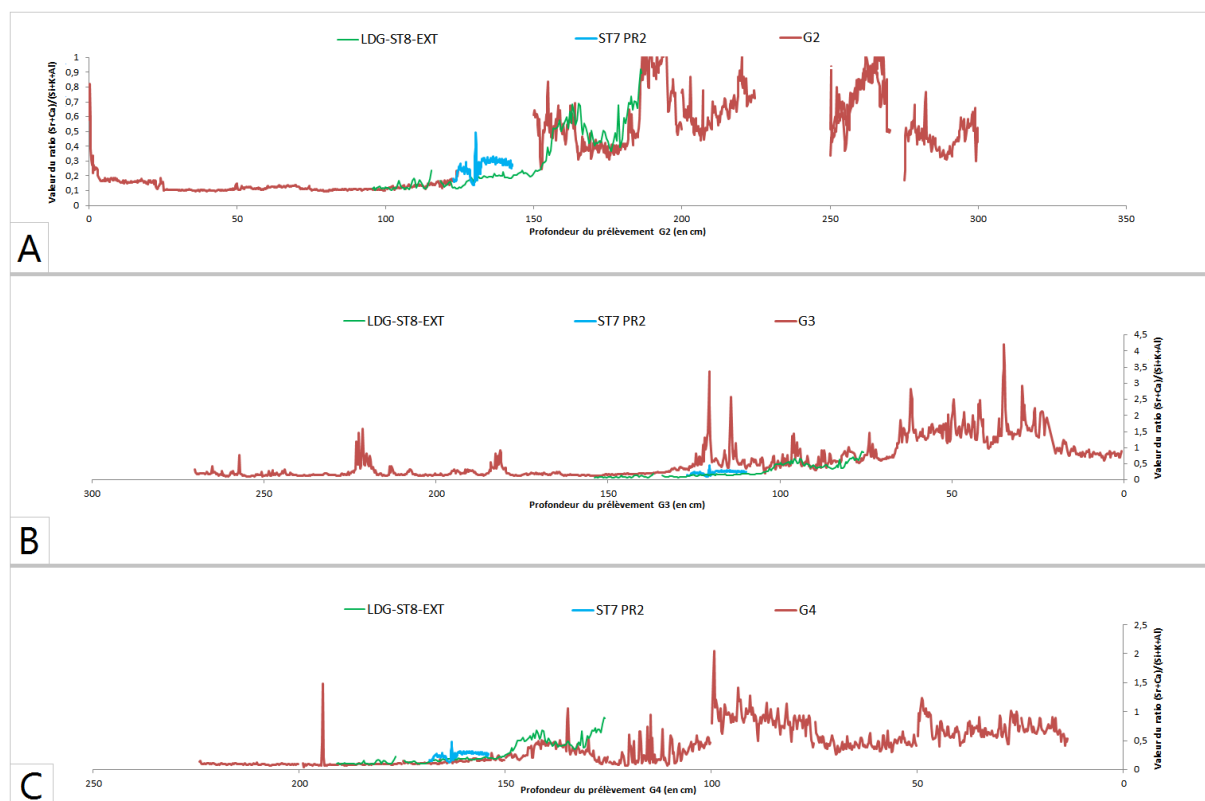 LDG-ST8-EXT ST7 PR2 G2
Valeur du ratio (Sr+Ca)/(Si+K+Al)
1
0,9
0,8
0,7
0,6
0,5
0,4
0,3
0,2
0,1
0
0 50 100 150 200 250 300 350
Profondeur du prélèvement G2 (en cm)
A
LDG-ST8-EXT ST7 PR2 G3
4,5
4
3,5
3
2,5
2
1,5
1
0,5
0
Valeur du ratio (Sr+Ca)/(Si+K+Al)
300 250 200 150 100 50 0
Profondeur du prélèvement G3 (en cm)
B
LDG-ST8-EXT ST7 PR2 G4
2,5
2
1,5
1
0,5
0
Valeur du ratio (Sr+Ca)/(Si+K+Al)
250 200 150 100 50 0
Profondeur du prélèvement G4 (en cm)
C